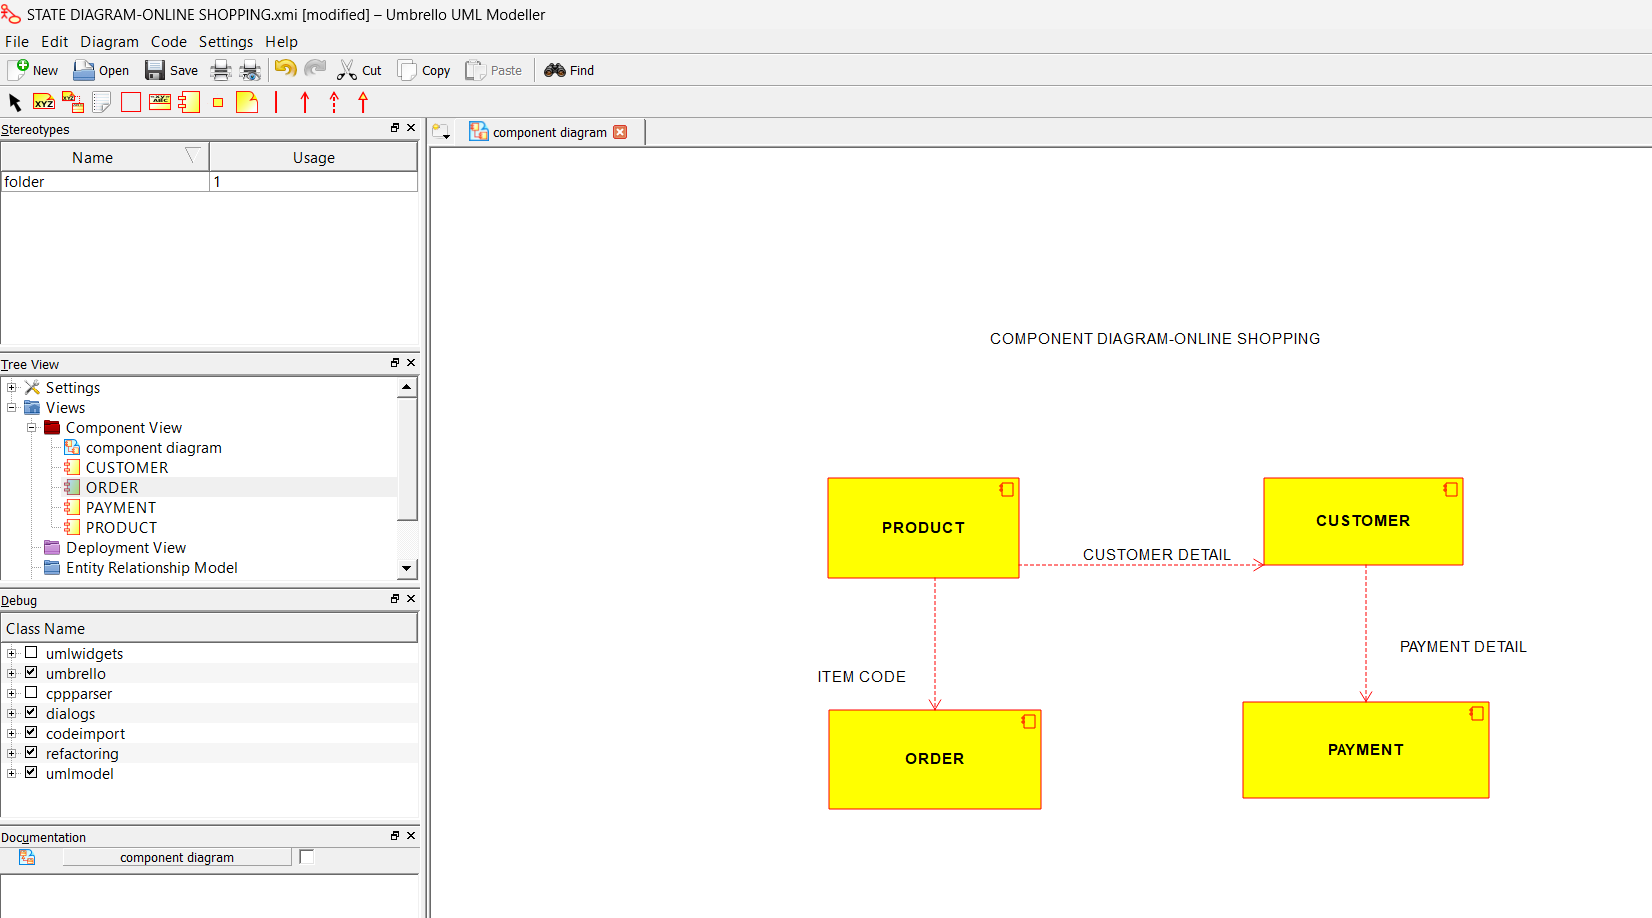 STATE DIAGRAM-ONLINE SHOPPING.xmi [modified] – Umbrello UML Modeller
File Edit Diagram Code Settings Help
New Open Save Cut Copy Paste Find
XYZ XYZ ABC
Stereotypes
Name Usage
folder 1
Tree View
Settings
Views
Component View
component diagram
CUSTOMER
ORDER
PAYMENT
PRODUCT
Deployment View
Entity Relationship Model
Debug
Class Name
umlwidgets
umbrello
cppparser
dialogs
codeimport
refactoring
umlmodel
Documentation
component diagram
component diagram
COMPONENT DIAGRAM-ONLINE SHOPPING
PRODUCT
CUSTOMER DETAIL
CUSTOMER
ITEM CODE
PAYMENT DETAIL
ORDER
PAYMENT